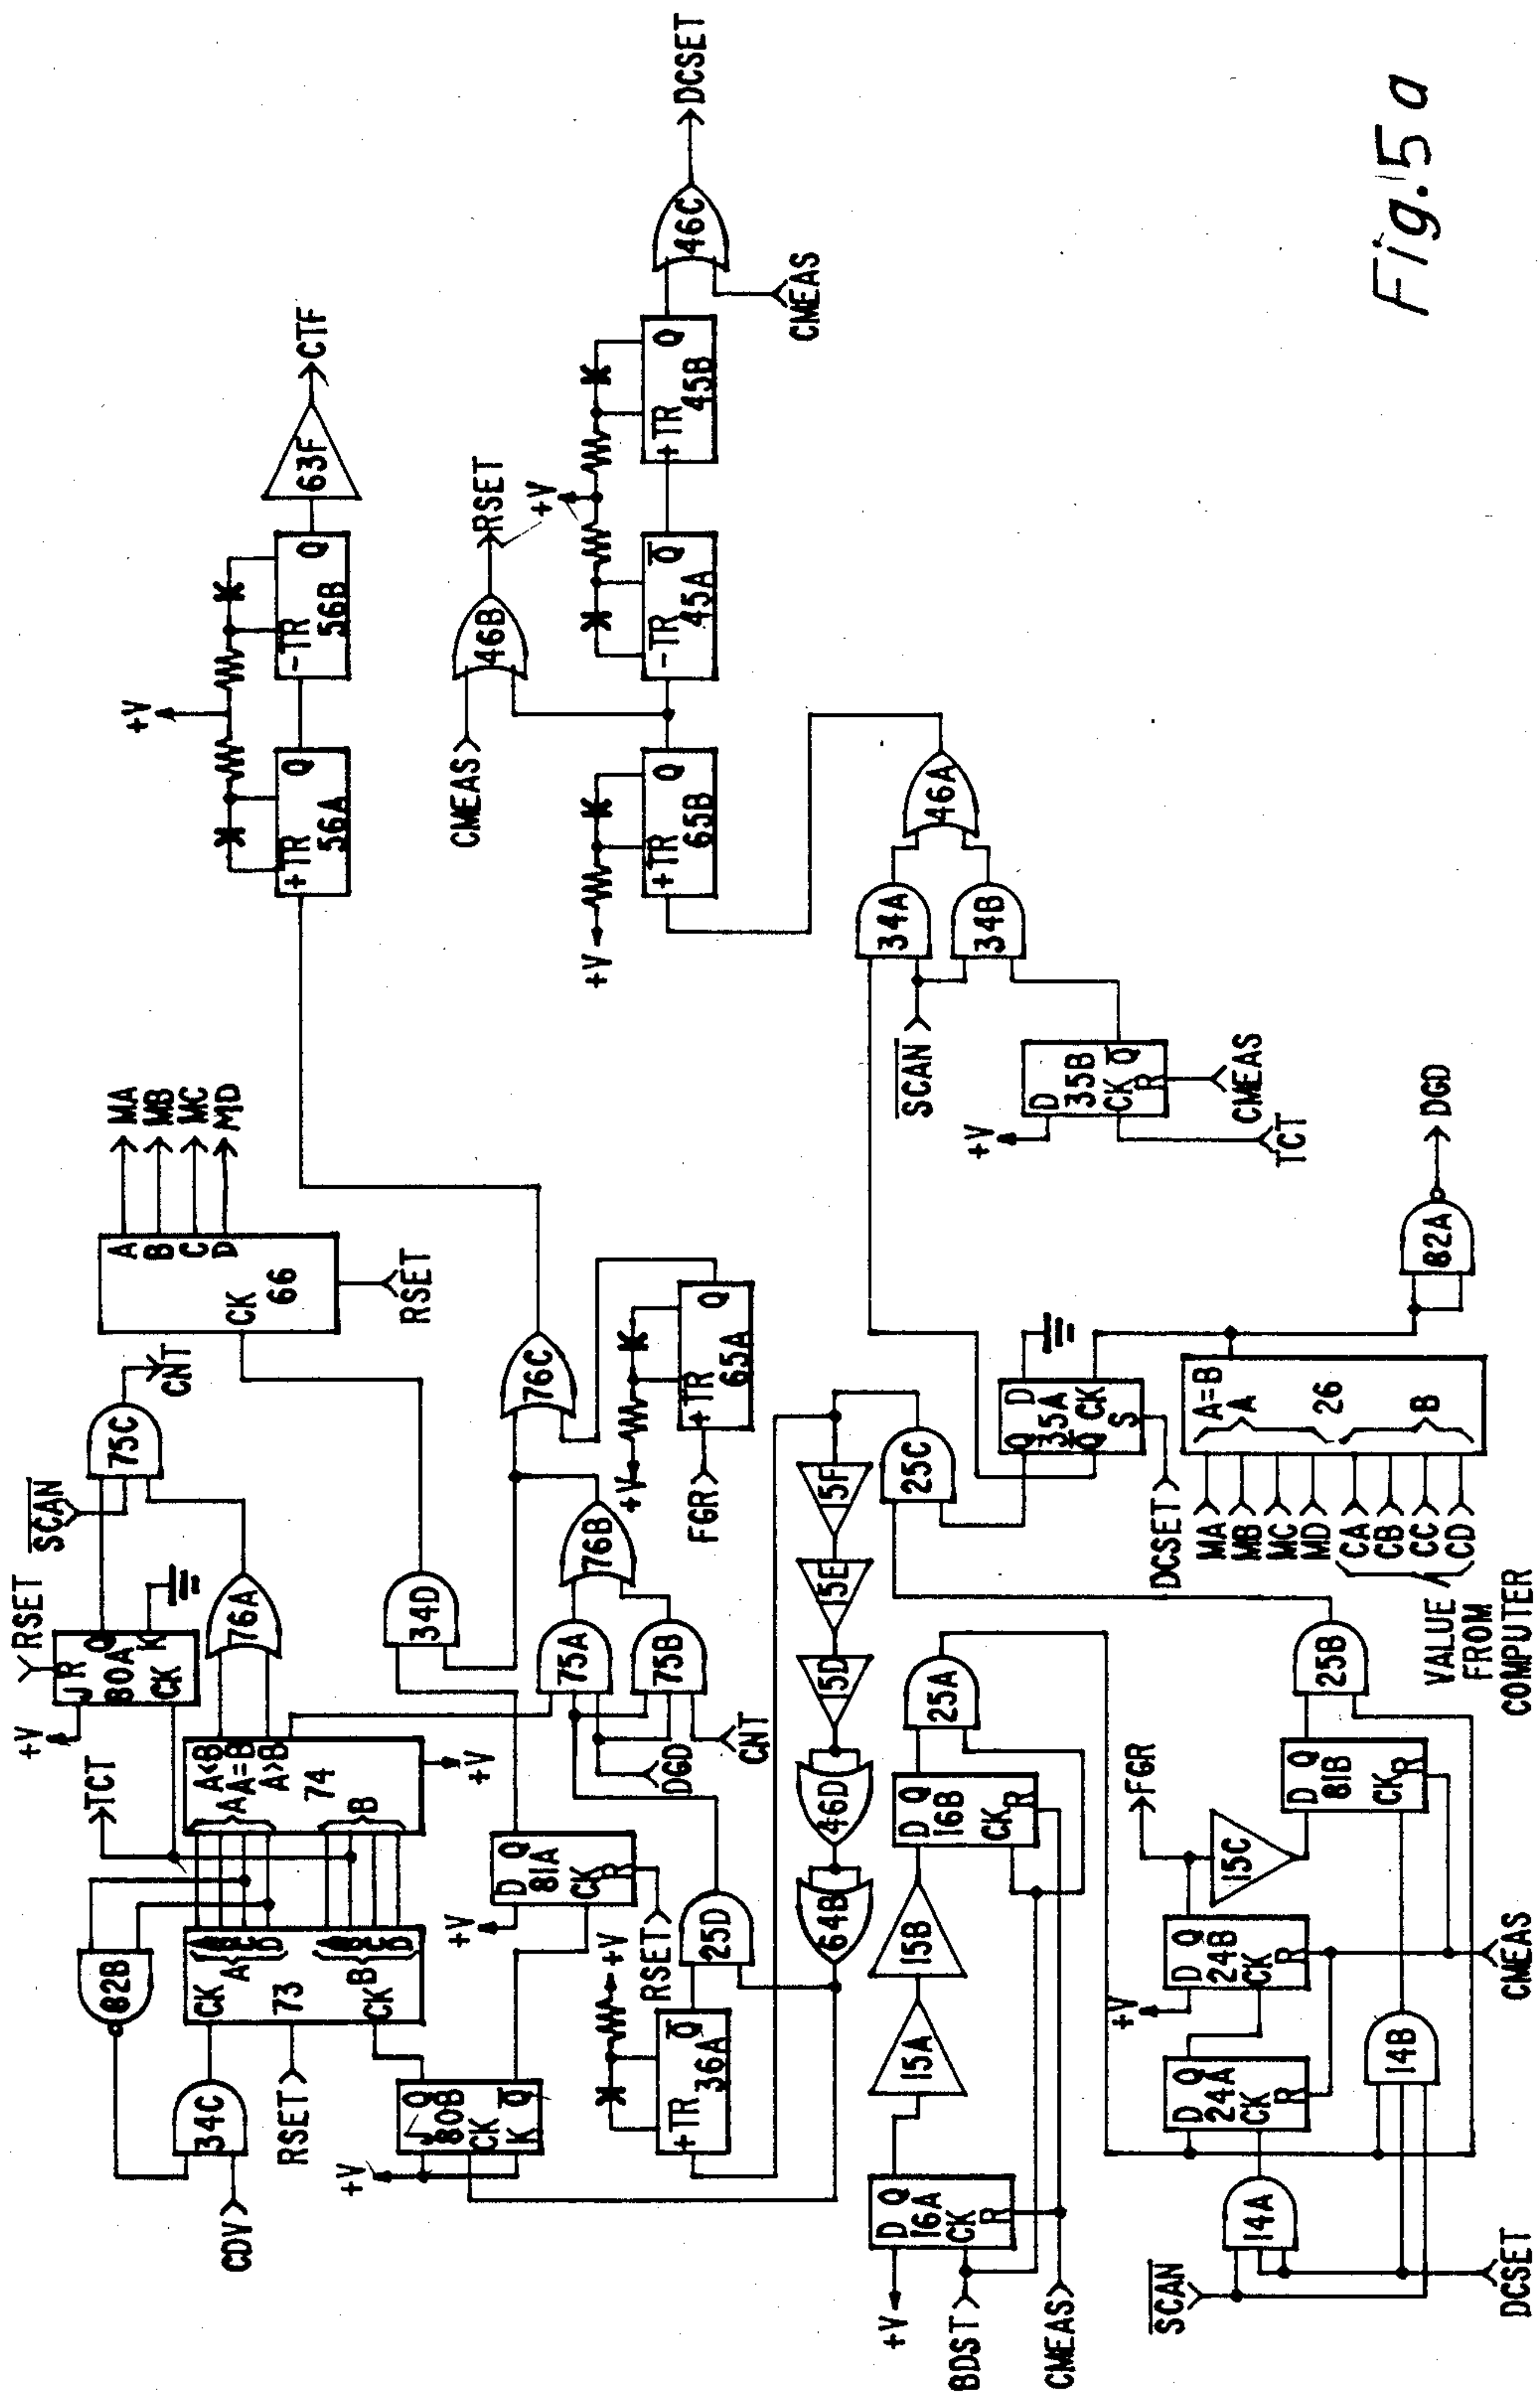 Fig. 5a
DCSET
46C
CMEAS
CTF
63F
Q
-TR
56B
+V
Q
+TR
56A
RSET
46B
CMEAS
+V
Q
+TR
45B
Q
-TR
45A
+V
Q
+TR
65B
46A
34A
34B
SCAN
+V
D
35B
CK
Q
R
CMEAS
TCT
MA
MB
MC
MD
A
B
C
D
CK
66
RSET
CNT
75C
SCAN
RSET
J
R
Q
80A
K
CK
+V
76A
TCT
A<B
A=B
A>B
A
74
B
+V
82B
CK
A
B
C
D
A
73
B
CK
A
B
C
D
34C
CDV
RSET
34D
76C
76B
75A
75B
DGD
CNT
+V
Q
+TR
65A
FGR
D
Q
81A
CK
R
+V
RSET
25D
J
Q
80B
CK
K
Q
+V
+V
Q
+TR
36A
15F
15E
15D
46D
64B
25C
D
Q
35A
CK
Q
S
DCSET
A=B
A
26
B
MA
MB
MC
MD
CA
CB
CC
CD
VALUE
FROM
COMPUTER
82A
DGD
25A
D
Q
16B
CK
R
15B
15A
D
Q
16A
CK
R
+V
BDST
CMEAS
25B
D
Q
81B
CK
R
FGR
15C
D
Q
24B
CK
R
+V
CMEAS
D
Q
24A
CK
R
14B
14A
SCAN
DCSET